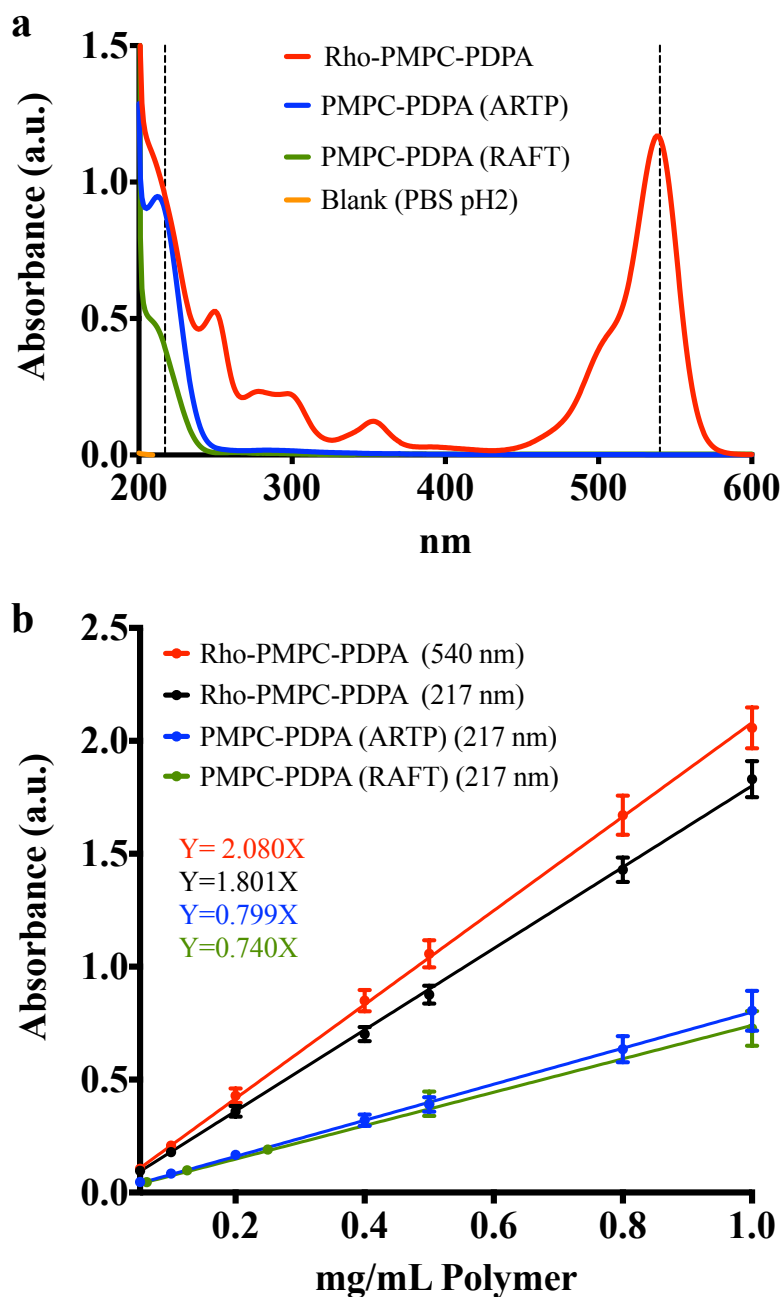 a
Absorbance (a.u.)
1.5
1.0
0.5
0.0
Rho-PMPC-PDPA
PMPC-PDPA (ARTP)
PMPC-PDPA (RAFT)
Blank (PBS pH2)
200
300
400
500
600
nm
b
Absorbance (a.u.)
2.5
2.0
1.5
1.0
0.5
0.0
Rho-PMPC-PDPA (540 nm)
Rho-PMPC-PDPA (217 nm)
PMPC-PDPA (ARTP) (217 nm)
PMPC-PDPA (RAFT) (217 nm)
Y= 2.080X
Y=1.801X
Y=0.799X
Y=0.740X
0.2
0.4
0.6
0.8
1.0
mg/mL Polymer